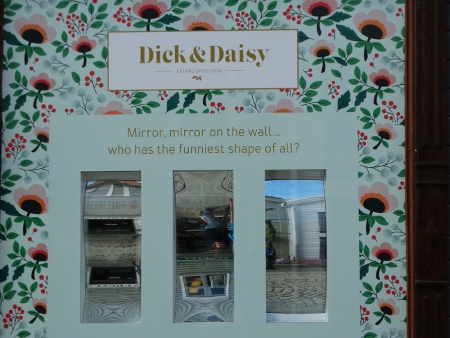 Dick & Daisy
Mirror, mirror on the wall...
who has the funniest shape of all?